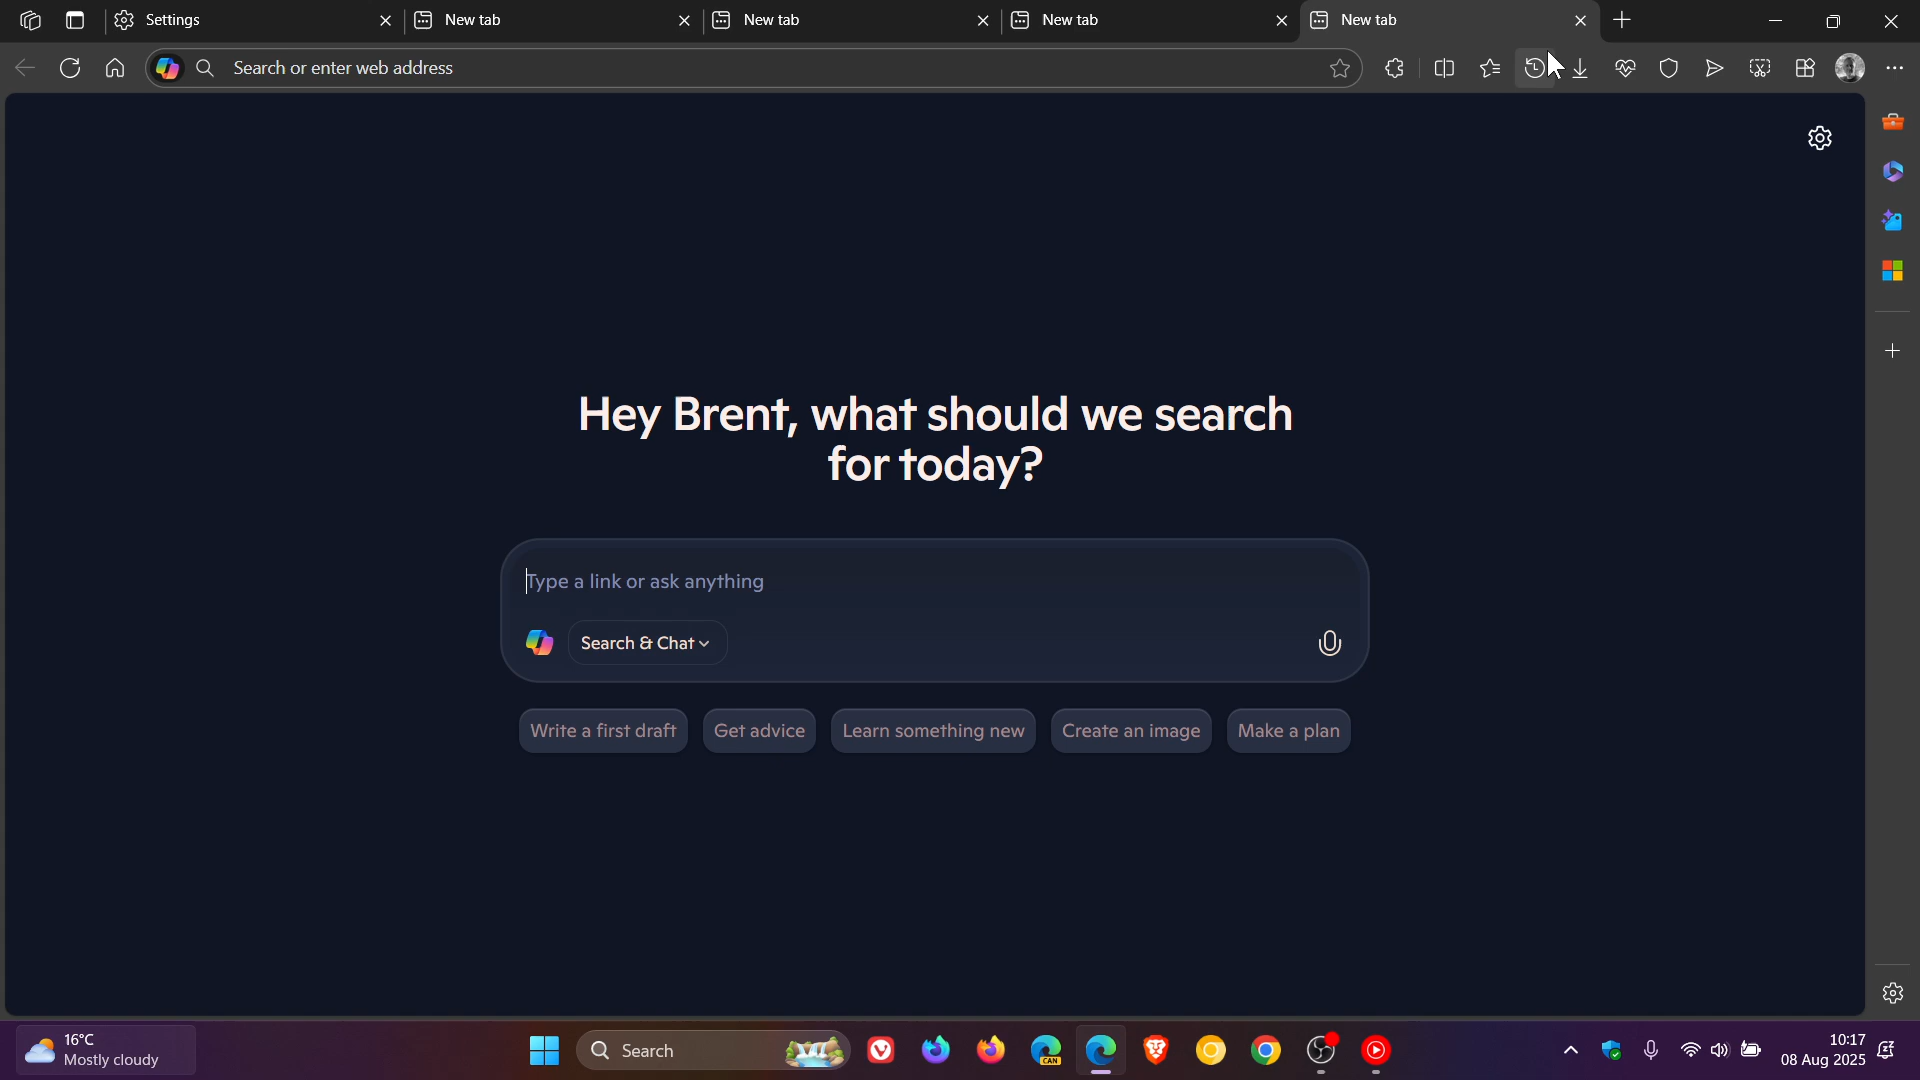 Settings
New tab
New tab
New tab
New tab
Search or enter web address
Hey Brent, what should we search
for today?
Type a link or ask anything
Search & Chat
Write a first draft
Get advice
Learn something new
Create an image
Make a plan
16°C
Mostly cloudy
Search
CAN
10:17
08 Aug 2025